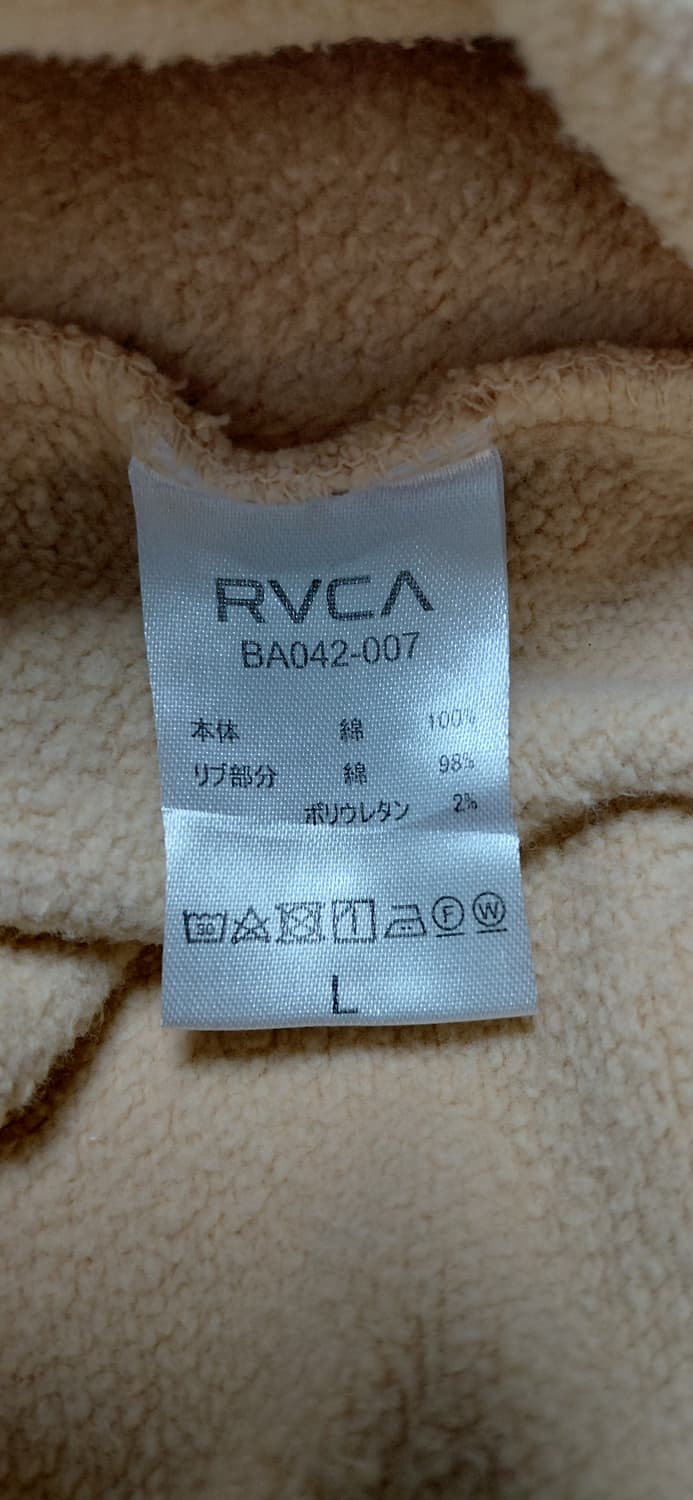 RVCA
BA042-007
本体 綿 100%
リブ部分 綿 98%
ポリウレタン 2%
30 F W
L